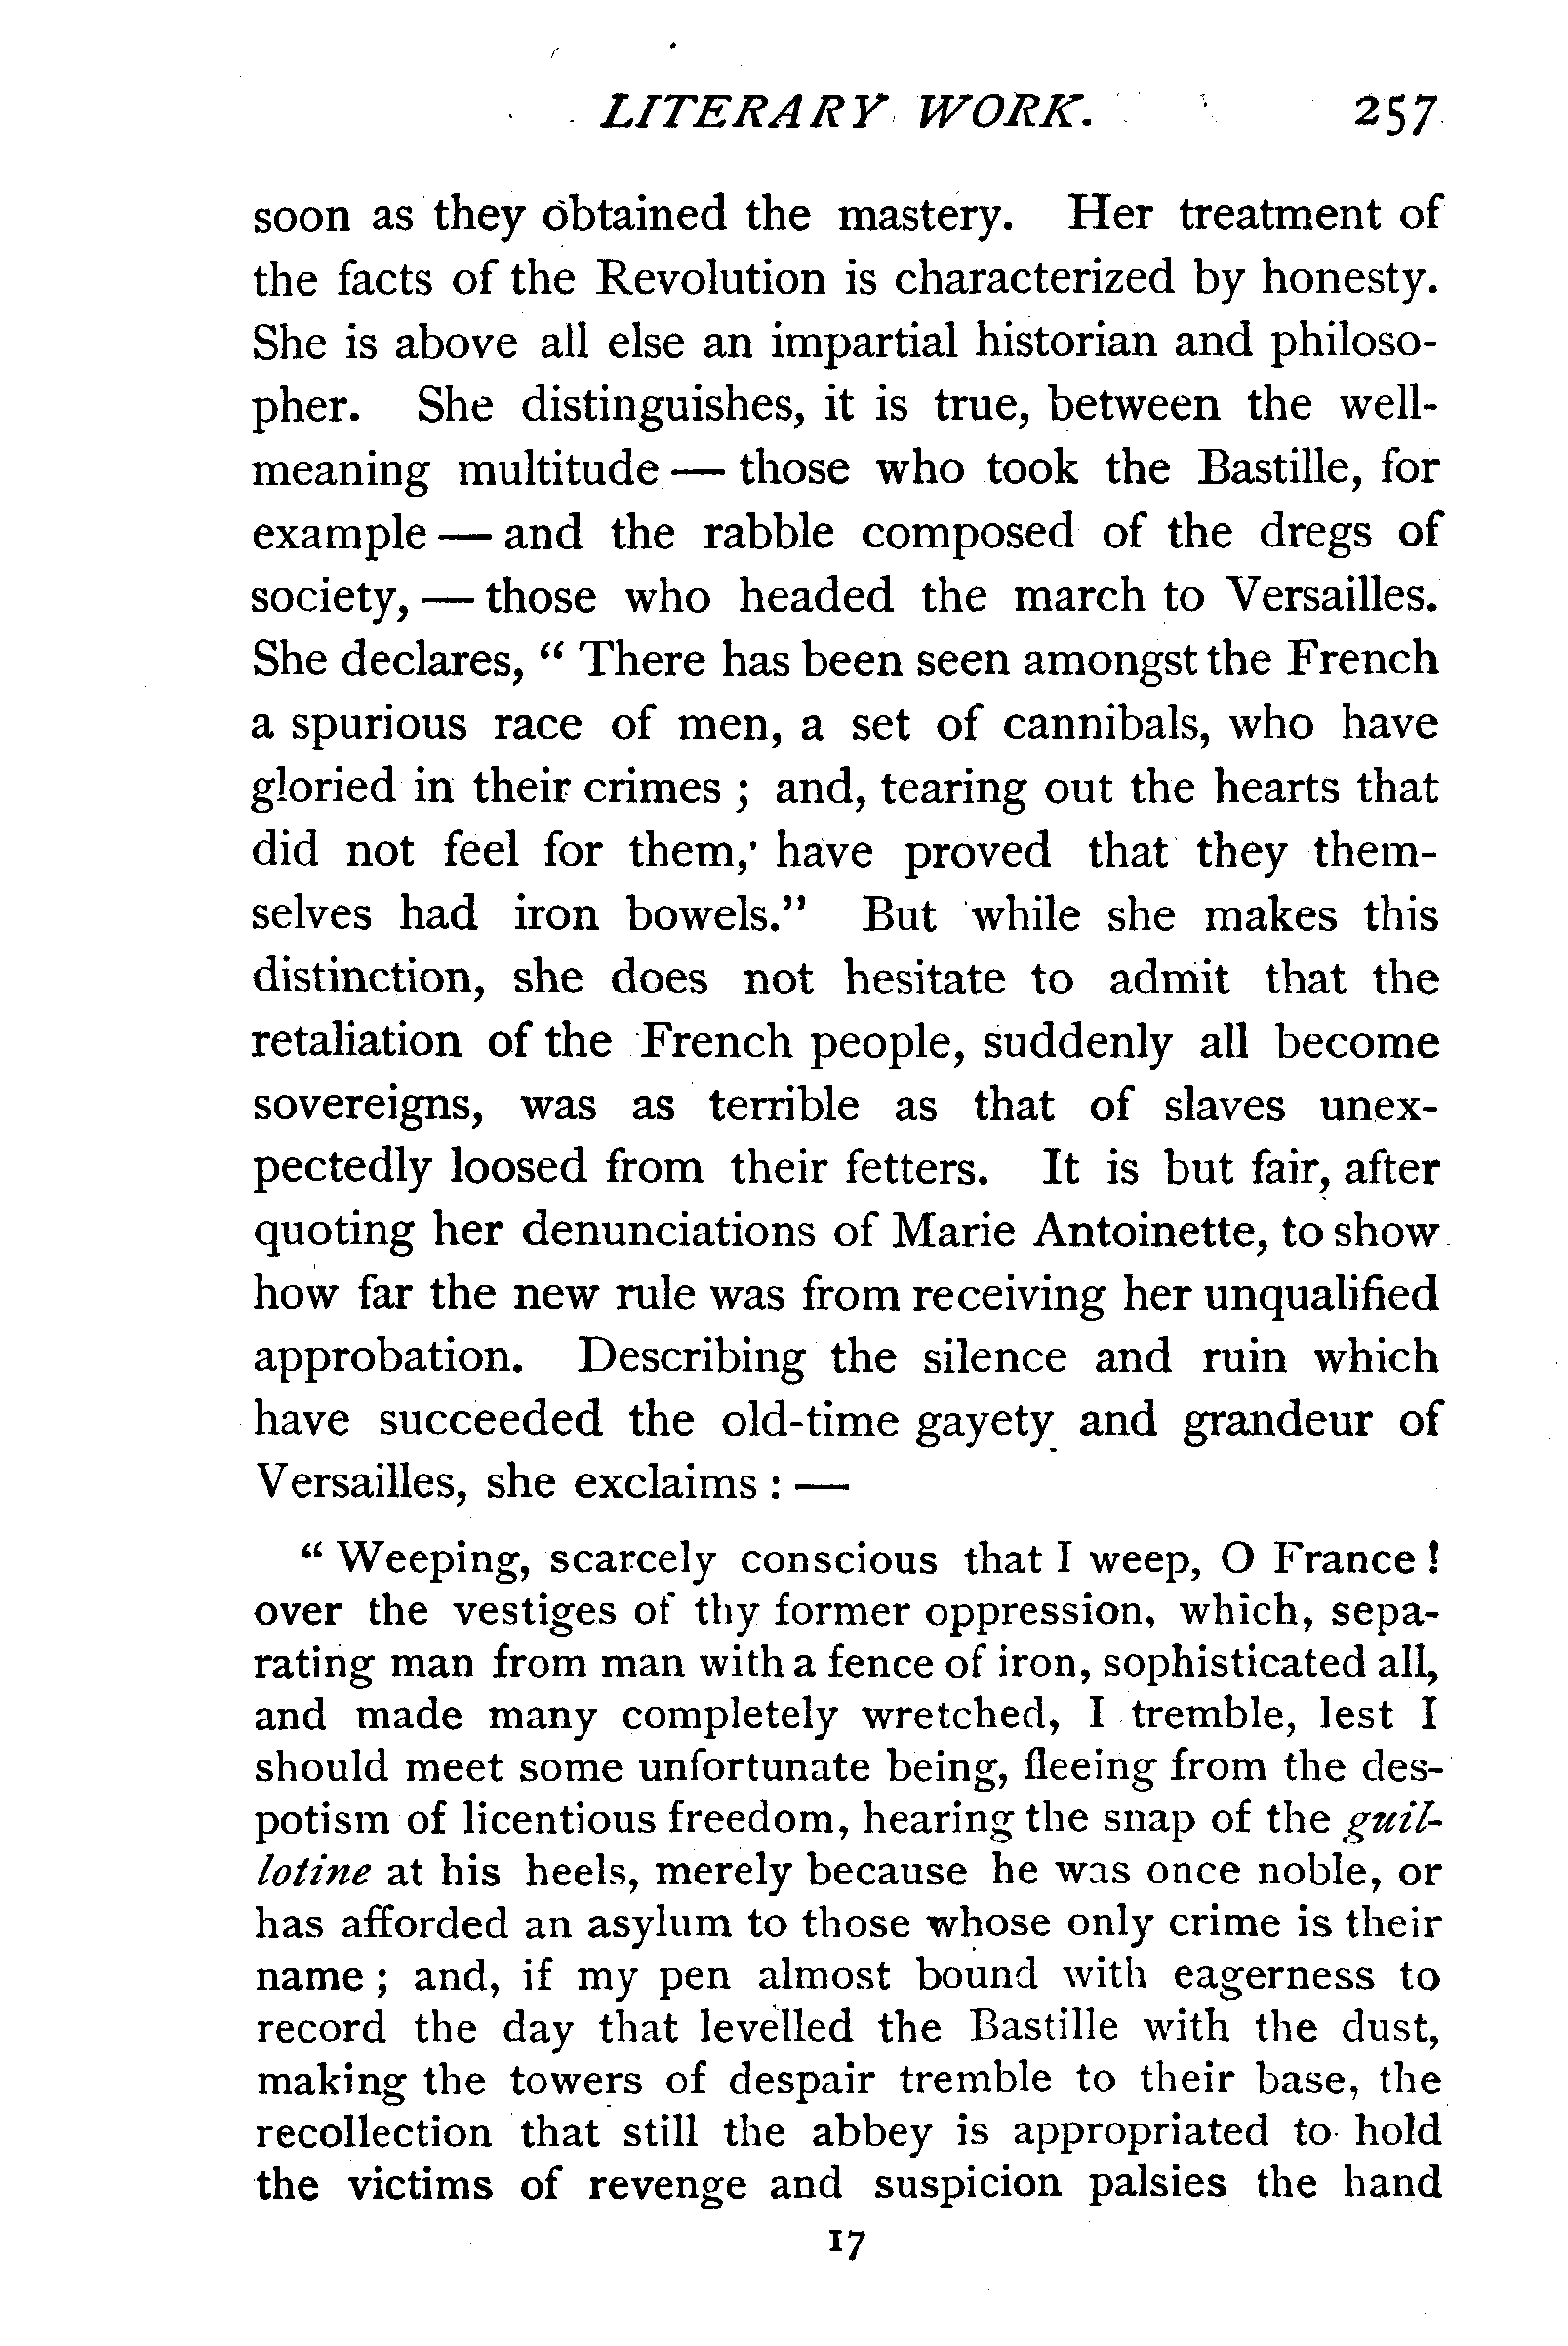 LITERARY WORK. 257
soon as they obtained the mastery. Her treatment of
the facts of the Revolution is characterized by honesty.
She is above all else an impartial historian and philoso-
pher. She distinguishes, it is true, between the well-
meaning multitude — those who took the Bastille, for
example — and the rabble composed of the dregs of
society, — those who headed the march to Versailles.
She declares, “ There has been seen amongst the French
a spurious race of men, a set of cannibals, who have
gloried in their crimes ; and, tearing out the hearts that
did not feel for them, have proved that they them-
selves had iron bowels.” But while she makes this
distinction, she does not hesitate to admit that the
retaliation of the French people, suddenly all become
sovereigns, was as terrible as that of slaves unex-
pectedly loosed from their fetters. It is but fair, after
quoting her denunciations of Marie Antoinette, to show
how far the new rule was from receiving her unqualified
approbation. Describing the silence and ruin which
have succeeded the old-time gayety and grandeur of
Versailles, she exclaims : —
“ Weeping, scarcely conscious that I weep, O France !
over the vestiges of thy former oppression, which, sepa-
rating man from man with a fence of iron, sophisticated all,
and made many completely wretched, I tremble, lest I
should meet some unfortunate being, fleeing from the des-
potism of licentious freedom, hearing the snap of the guil-
lotine at his heels, merely because he was once noble, or
has afforded an asylum to those whose only crime is their
name ; and, if my pen almost bound with eagerness to
record the day that levelled the Bastille with the dust,
making the towers of despair tremble to their base, the
recollection that still the abbey is appropriated to hold
the victims of revenge and suspicion palsies the hand
17